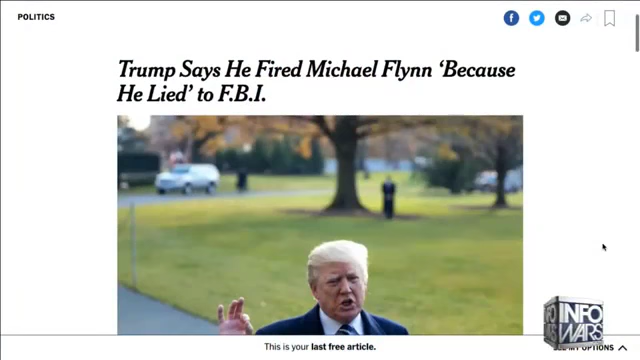 POLITICS
Trump Says He Fired Michael Flynn ‘Because
He Lied’ to F.B.I.
INFO
WARS
This is your last free article.
OPTIONS